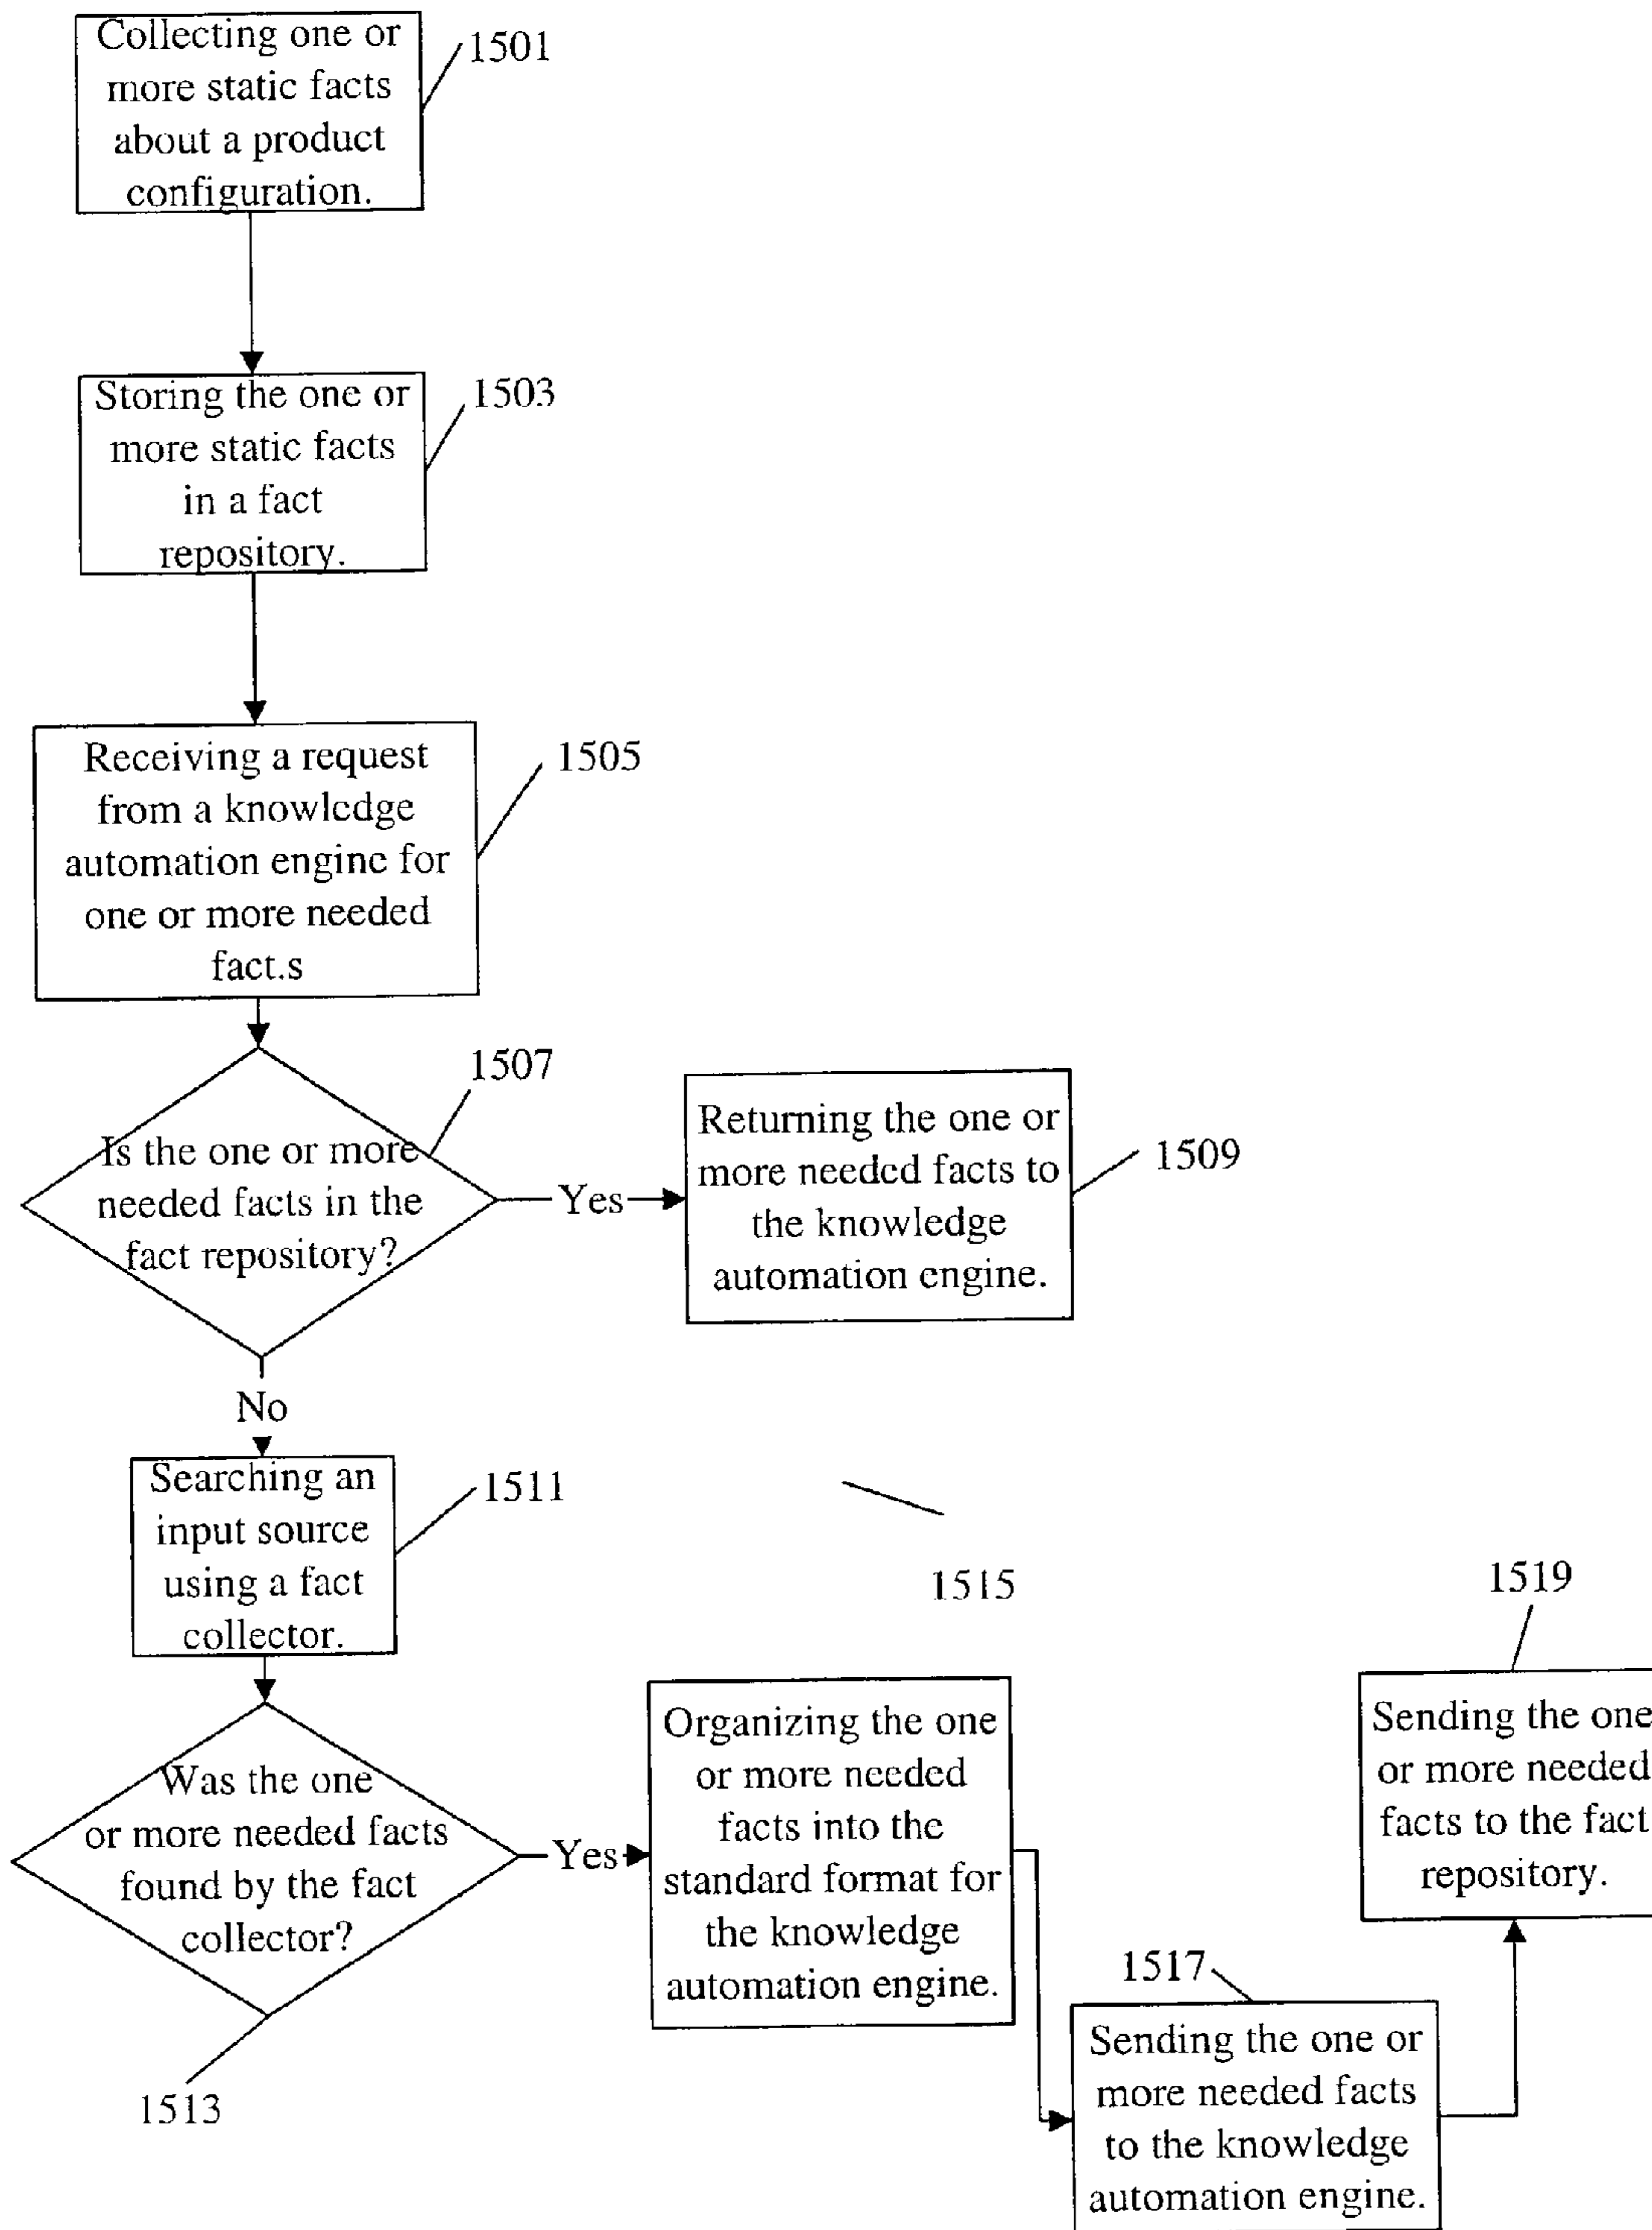 Collecting one or
more static facts
about a product
configuration.
1501
Storing the one or
more static facts
in a fact
repository.
1503
Receiving a request
from a knowledge
automation engine for
one or more needed
fact.s
1505
Is the one or more
needed facts in the
fact repository?
1507
Yes
Returning the one or
more needed facts to
the knowledge
automation engine.
1509
No
Searching an
input source
using a fact
collector.
1511
Was the one
or more needed facts
found by the fact
collector?
1513
Yes
Organizing the one
or more needed
facts into the
standard format for
the knowledge
automation engine.
1515
1517
Sending the one or
more needed facts
to the knowledge
automation engine.
1519
Sending the one
or more needed
facts to the fact
repository.